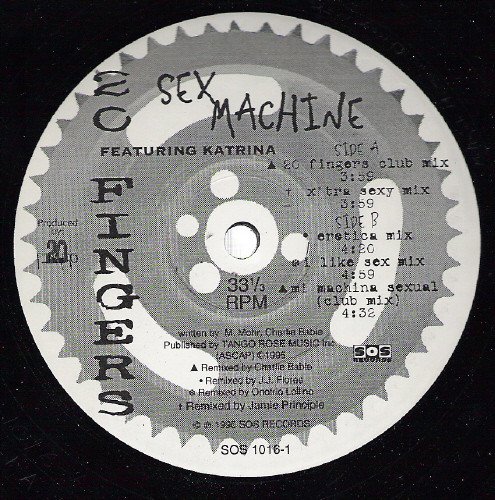 20 FINGERS
SEX MACHINE
FEATURING KATRINA
SIDE A
▲ 20 fingers club mix
3:59
† x'tra sexy mix
3:59
SIDE B
• erotica mix
4:20
i like sex mix
4:59
▲ mi machina sexual
(club mix)
4:32
Produced
by
20
33⅓
RPM
written by M. Mohr, Charlie Babie
Published by TANGO ROSE MUSIC Inc.
(ASCAP) © 1995
▲ Remixed by Charlie Babie
• Remixed by J.J. Flores
Remixed by Onofrio Lollino
† Remixed by Jamie Principle
SOS
RECORDS
© ℗ 1996 SOS RECORDS
SOS 1016-1